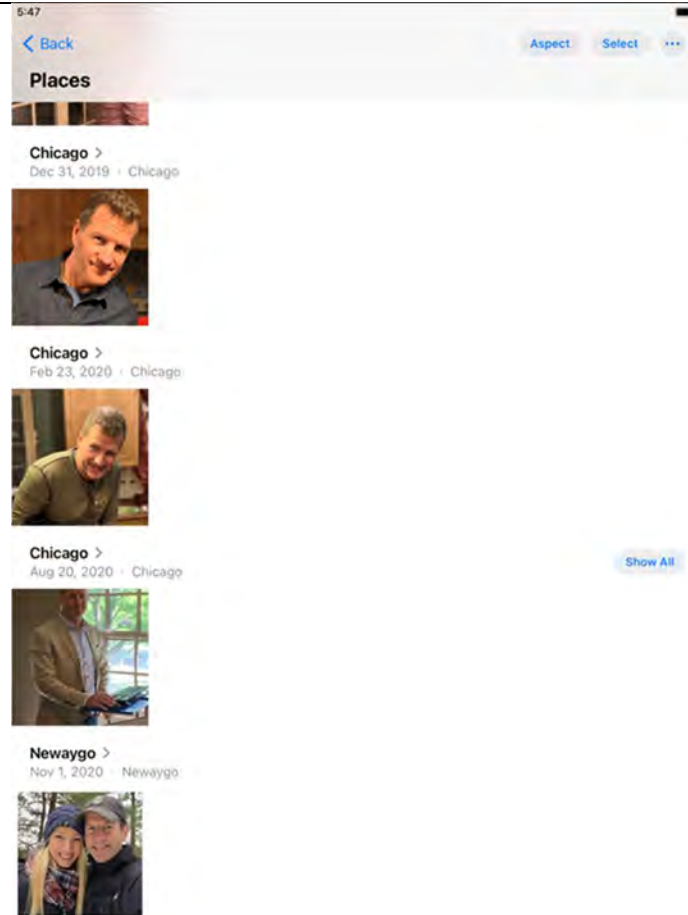 5:47
Back
Aspect
Select
Places
Chicago >
Dec 31, 2019 · Chicago
Chicago >
Feb 23, 2020 · Chicago
Chicago >
Show All
Aug 20, 2020 · Chicago
Newaygo >
Nov 1, 2020 · Newaygo